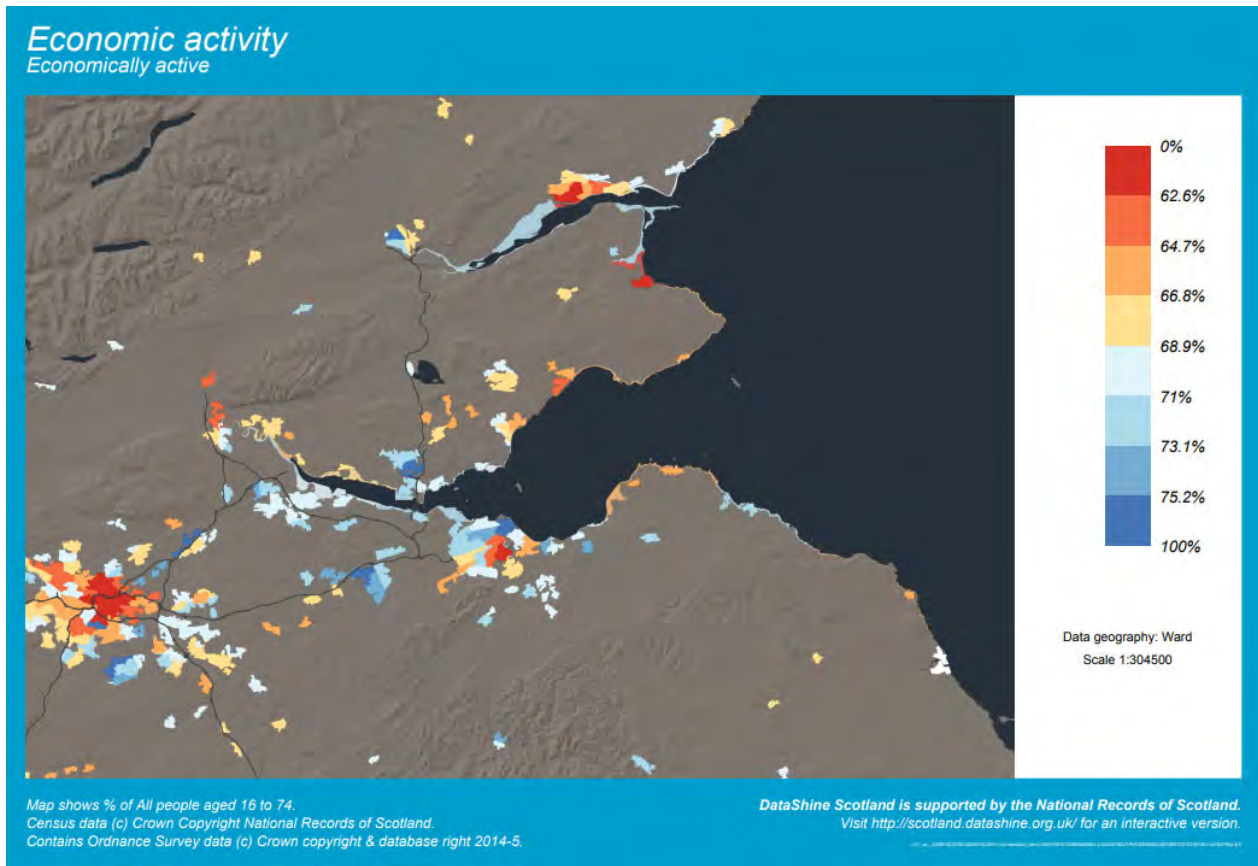 Economic activity
Economically active
0%
62.6%
64.7%
66.8%
68.9%
71%
73.1%
75.2%
100%
Data geography: Ward
Scale 1:304500
Map shows % of All people aged 16 to 74.
Census data (c) Crown Copyright National Records of Scotland.
Contains Ordnance Survey data (c) Crown copyright & database right 2014-5.
DataShine Scotland is supported by the National Records of Scotland.
Visit http://scotland.datashine.org.uk/ for an interactive version.